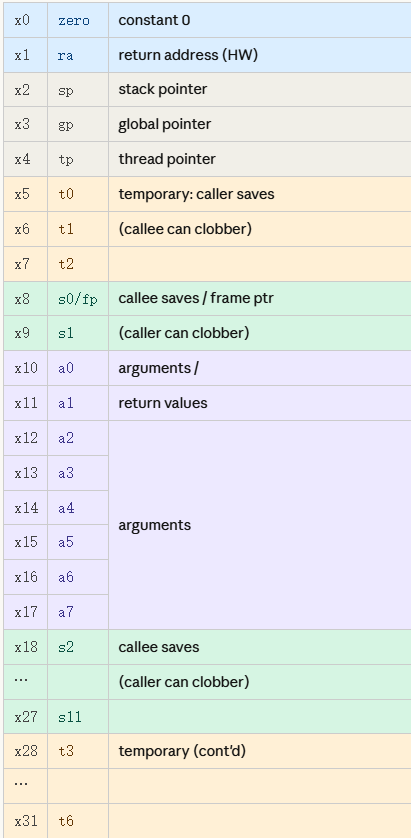 x0 zero constant 0
x1 ra return address (HW)
x2 sp stack pointer
x3 gp global pointer
x4 tp thread pointer
x5 t0 temporary: caller saves
x6 t1 (callee can clobber)
x7 t2
x8 s0/fp callee saves / frame ptr
x9 s1 (caller can clobber)
x10 a0 arguments /
x11 a1 return values
x12 a2
x13 a3
x14 a4
arguments
x15 a5
x16 a6
x17 a7
x18 s2 callee saves
... (caller can clobber)
x27 s11
x28 t3 temporary (cont'd)
...
x31 t6